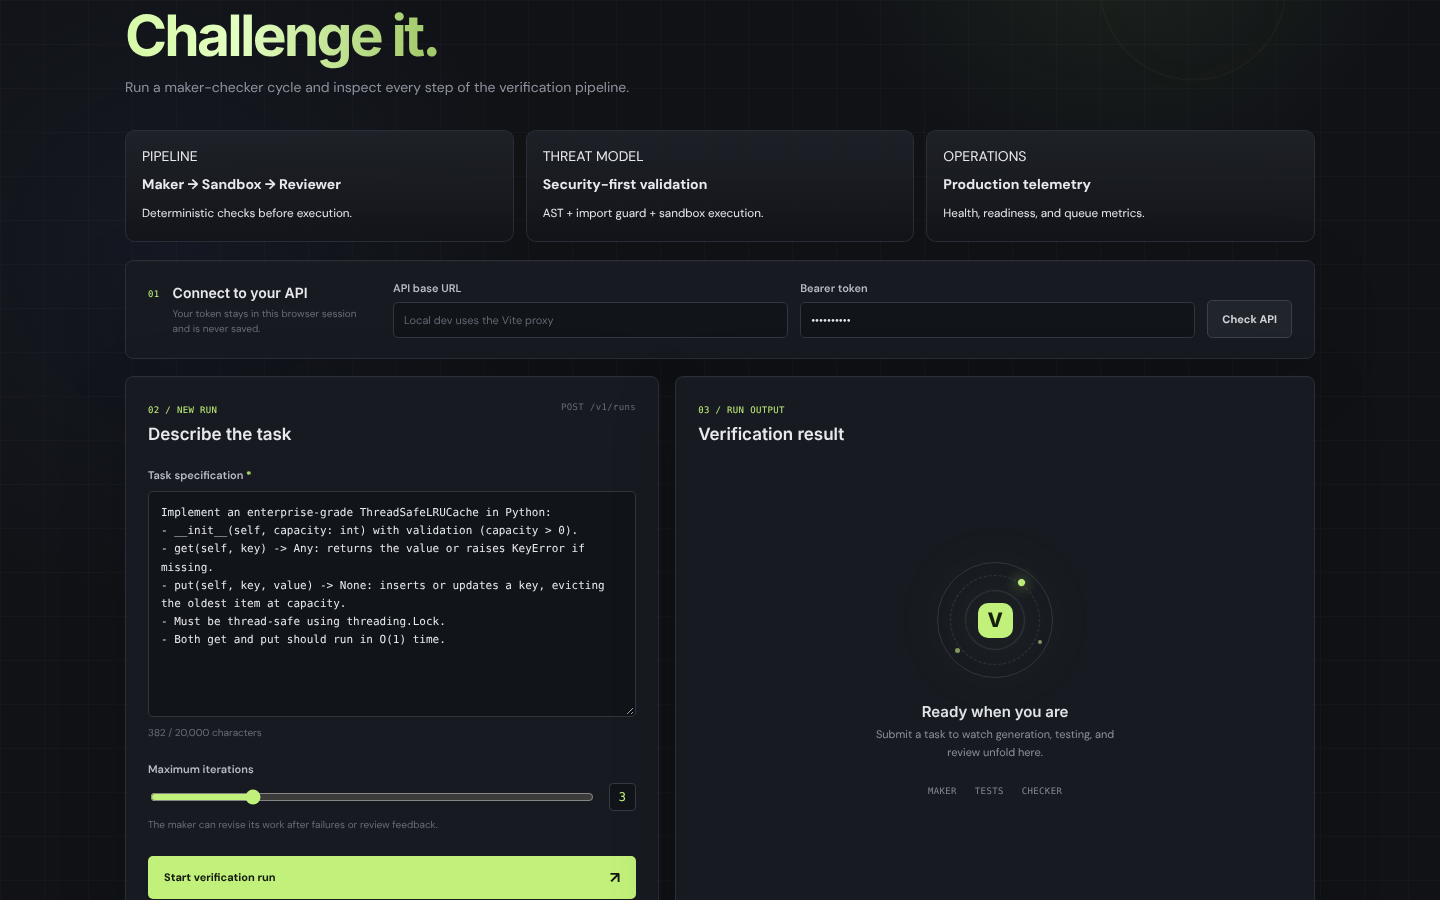 Challenge it.
Run a maker-checker cycle and inspect every step of the verification pipeline.
PIPELINE
Maker → Sandbox → Reviewer
Deterministic checks before execution.
THREAT MODEL
Security-first validation
AST + import guard + sandbox execution.
OPERATIONS
Production telemetry
Health, readiness, and queue metrics.
01
Connect to your API
Your token stays in this browser session
and is never saved.
API base URL
Local dev uses the Vite proxy
Bearer token
••••••••••
Check API
02 / NEW RUN
POST /v1/runs
Describe the task
Task specification *
Implement an enterprise-grade ThreadSafeLRUCache in Python:
- __init__(self, capacity: int) with validation (capacity > 0).
- get(self, key) -> Any: returns the value or raises KeyError if
missing.
- put(self, key, value) -> None: inserts or updates a key, evicting
the oldest item at capacity.
- Must be thread-safe using threading.Lock.
- Both get and put should run in O(1) time.
382 / 20,000 characters
Maximum iterations
3
The maker can revise its work after failures or review feedback.
Start verification run
03 / RUN OUTPUT
Verification result
V
Ready when you are
Submit a task to watch generation, testing, and
review unfold here.
MAKER TESTS CHECKER